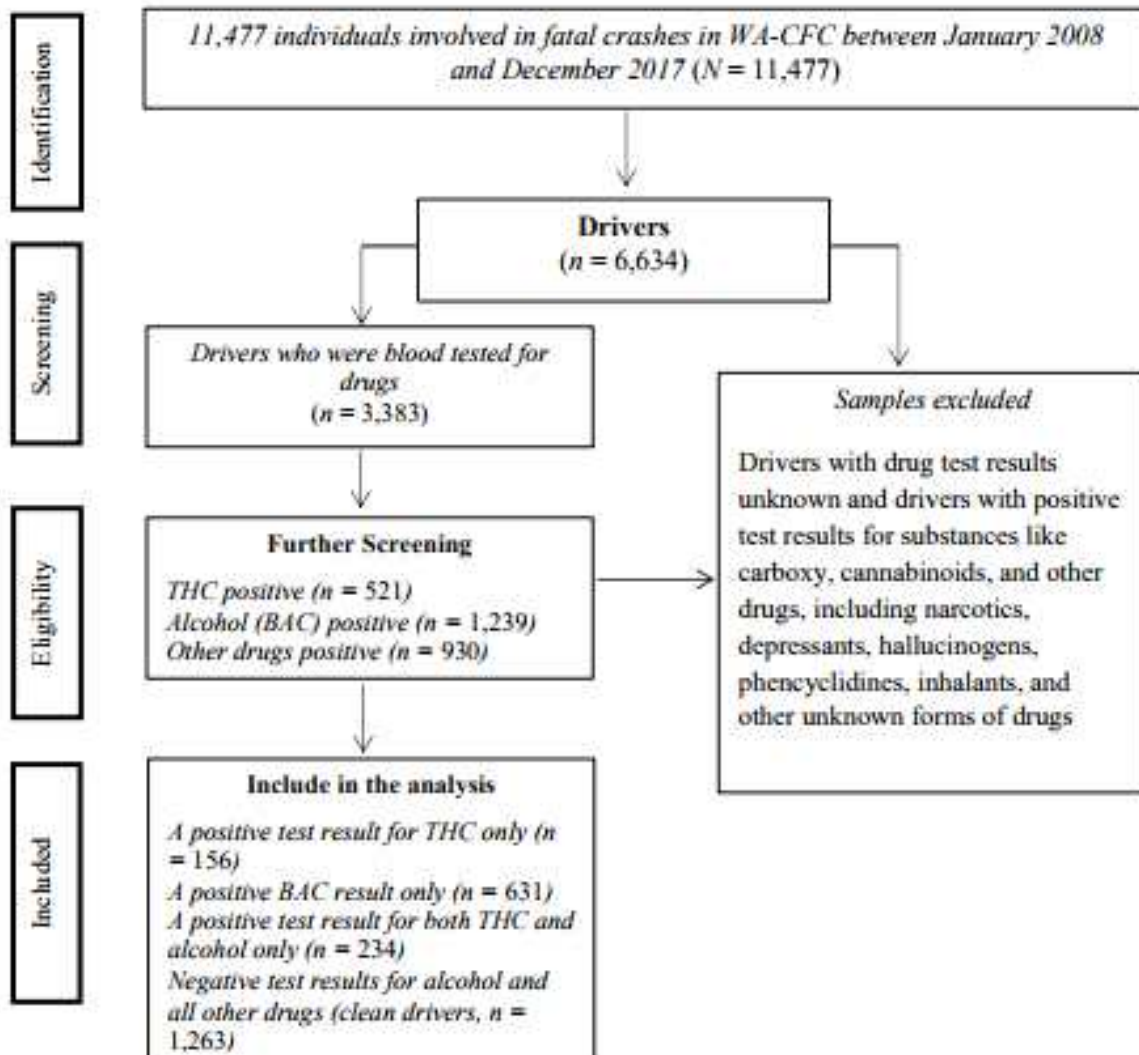 Identification
11,477 individuals involved in fatal crashes in WA-CFC between January 2008
and December 2017 (N = 11,477)
Drivers
(n = 6,634)
Screening
Drivers who were blood tested for
drugs
(n = 3,383)
Samples excluded
Drivers with drug test results
unknown and drivers with positive
test results for substances like
carboxy, cannabinoids, and other
drugs, including narcotics,
depressants, hallucinogens,
phencyclidines, inhalants, and
other unknown forms of drugs
Eligibility
Further Screening
THC positive (n = 521)
Alcohol (BAC) positive (n = 1,239)
Other drugs positive (n = 930)
Included
Include in the analysis
A positive test result for THC only (n
= 156)
A positive BAC result only (n = 631)
A positive test result for both THC and
alcohol only (n = 234)
Negative test results for alcohol and
all other drugs (clean drivers, n =
1,263)